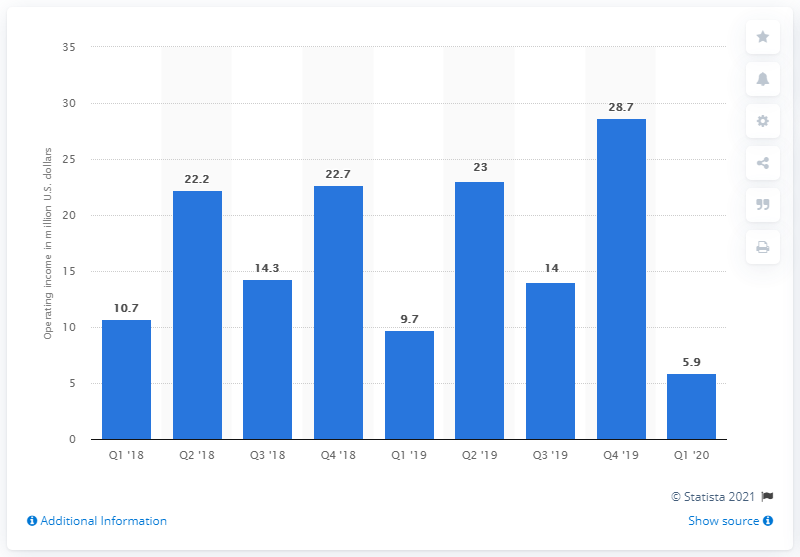 Operating income in million U.S. dollars
35
30
25
20
15
10
5
0
10.7
22.2
14.3
22.7
9.7
23
14
28.7
5.9
Q1 '18
Q2 '18
Q3 '18
Q4 '18
Q1 '19
Q2 '19
Q3 '19
Q4 '19
Q1 '20
© Statista 2021
Additional Information
Show source